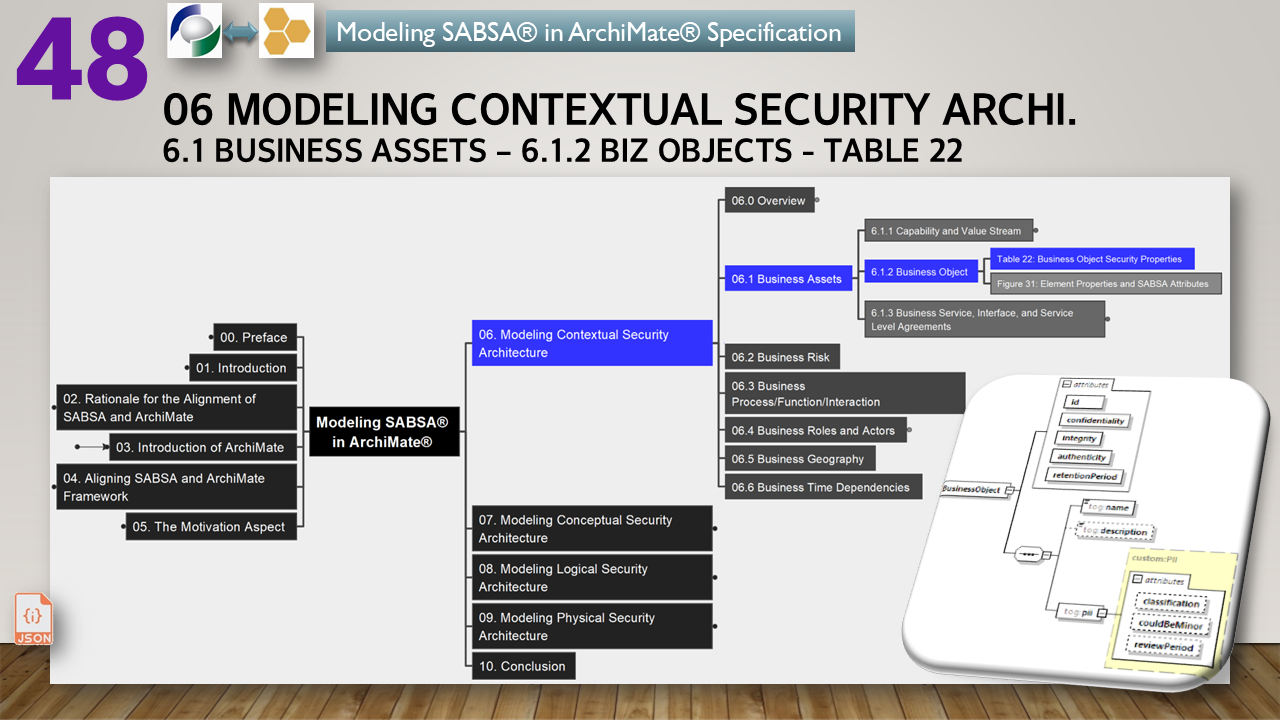 48
Modeling SABSA® in ArchiMate® Specification
06 MODELING CONTEXTUAL SECURITY ARCHI.
6.1 BUSINESS ASSETS – 6.1.2 BIZ OBJECTS - TABLE 22
00. Preface
01. Introduction
02. Rationale for the Alignment of
SABSA and ArchiMate
03. Introduction of ArchiMate
04. Aligning SABSA and ArchiMate
Framework
05. The Motivation Aspect
Modeling SABSA®
in ArchiMate®
06. Modeling Contextual Security
Architecture
06.0 Overview
06.1 Business Assets
6.1.1 Capability and Value Stream
6.1.2 Business Object
Table 22: Business Object Security Properties
Figure 31: Element Properties and SABSA Attributes
6.1.3 Business Service, Interface, and Service
Level Agreements
06.2 Business Risk
06.3 Business
Process/Function/Interaction
06.4 Business Roles and Actors
06.5 Business Geography
06.6 Business Time Dependencies
07. Modeling Conceptual Security
Architecture
08. Modeling Logical Security
Architecture
09. Modeling Physical Security
Architecture
10. Conclusion
BusinessObject
attributes
id
confidentiality
integrity
authenticity
retentionPeriod
tog:name
tog:description
tog:pii
custom:PII
attributes
classification
couldBeMinor
reviewPeriod
{i}
JSON